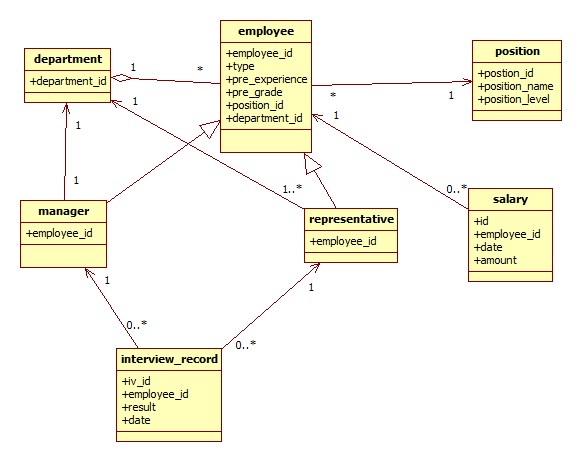 employee
+employee_id
+type
+pre_experience
+pre_grade
+position_id
+department_id
department
+department_id
1
*
position
+postion_id
+position_name
+position_level
*
1
1
1
1
1
1..*
0..*
manager
+employee_id
representative
+employee_id
salary
+id
+employee_id
+date
+amount
1
1
0..*
0..*
interview_record
+iv_id
+employee_id
+result
+date